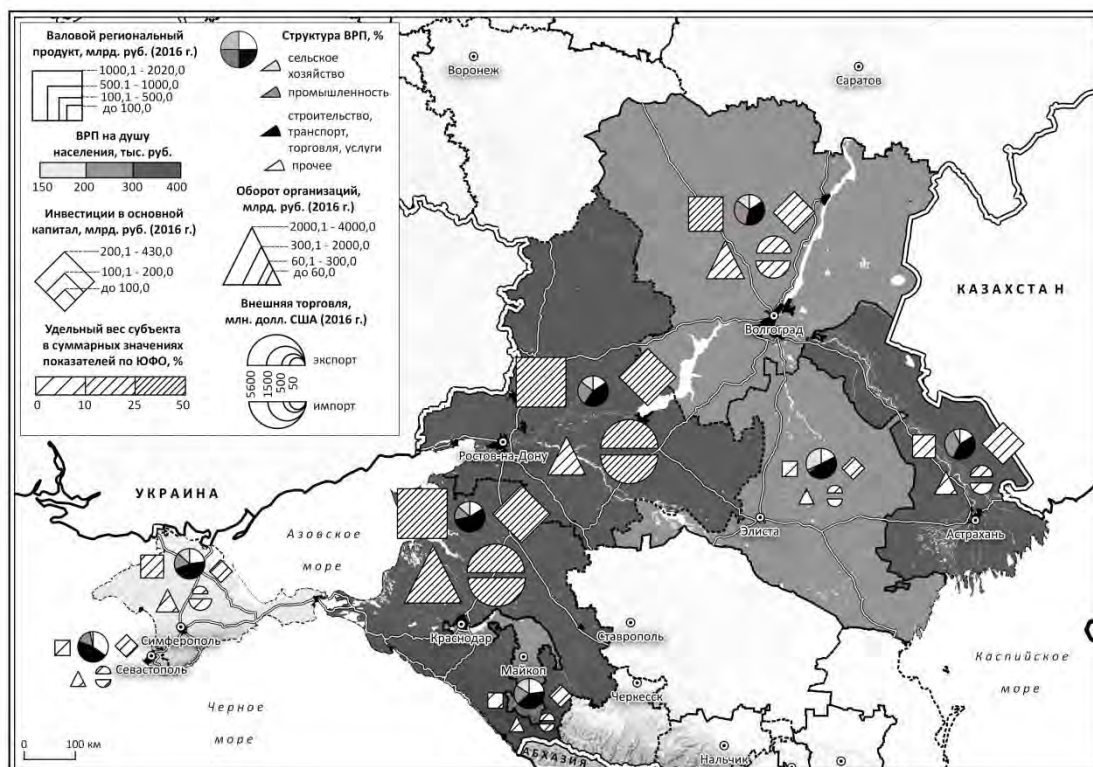 Валовой региональный
продукт, млрд. руб. (2016 г.)
1000,1 - 2020,0
500.1 - 1000,0
100,1 - 500,0
до 100,0
ВРП на душу
населения, тыс. руб.
150 200 300 400
Инвестиции в основной
капитал, млрд. руб. (2016 г.)
200,1 - 430,0
100,1 - 200,0
до 100,0
Удельный вес субъекта
в суммарных значениях
показателей по ЮФО, %
0 10 25 50
Структура ВРП, %
сельское
хозяйство
промышленность
строительство,
транспорт,
торговля, услуги
прочее
Оборот организаций,
млрд. руб. (2016 г.)
2000,1 - 4000,0
300,1 - 2000,0
60,1 - 300,0
до 60,0
Внешняя торговля,
млн. долл. США (2016 г.)
экспорт
5600 1500 500 50
импорт
Воронеж
Саратов
КАЗАХСТАН
Волгоград
Ростов-на-Дону
УКРАИНА
Азовское
море
Элиста
Астрахань
Симферополь
Севастополь
Краснодар
Ставрополь
Майкоп
Черкесск
Каспийское
море
Черное
море
Нальчик
АБХАЗИЯ
0 100 км